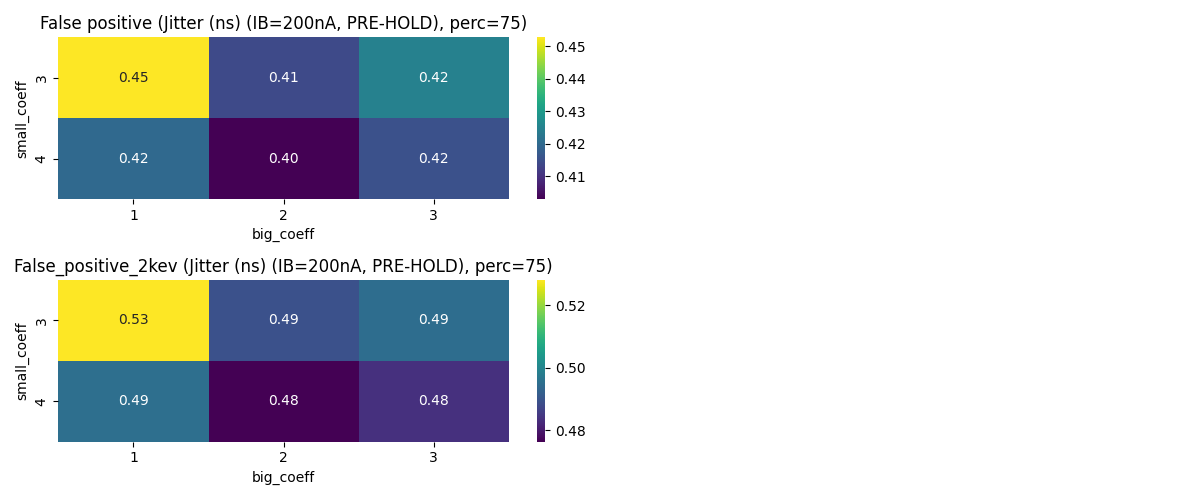 False positive (Jitter (ns) (IB=200nA, PRE-HOLD), perc=75)
small_coeff
3
4
0.45 0.41 0.42
0.42 0.40 0.42
1 2 3
big_coeff
0.45
0.44
0.43
0.42
0.41
False_positive_2kev (Jitter (ns) (IB=200nA, PRE-HOLD), perc=75)
small_coeff
3
4
0.53 0.49 0.49
0.49 0.48 0.48
1 2 3
big_coeff
0.52
0.50
0.48